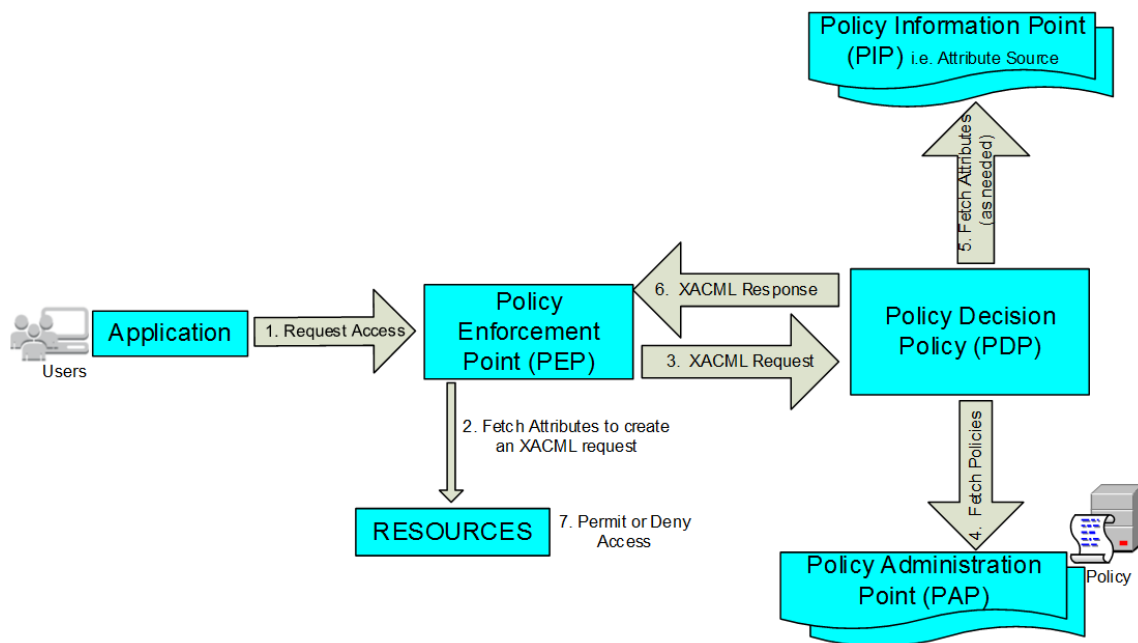 Policy Information Point
(PIP) i.e. Attribute Source
5. Fetch Attributes
(as needed)
6. XACML Response
Policy
Enforcement
Point (PEP)
Policy Decision
Policy (PDP)
Application
1. Request Access
3. XACML Request
Users
2. Fetch Attributes to create
an XACML request
4. Fetch Policies
RESOURCES
7. Permit or Deny
Access
Policy Administration
Point (PAP)
Policy